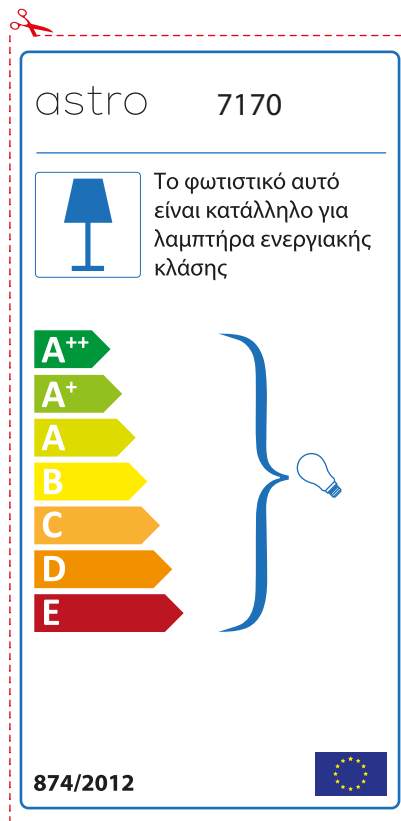 astro 7170
Το φωτιστικό αυτό
είναι κατάλληλο για
λαμπτήρα ενεργιακής
κλάσης
A++
A+
A
B
C
D
E
874/2012